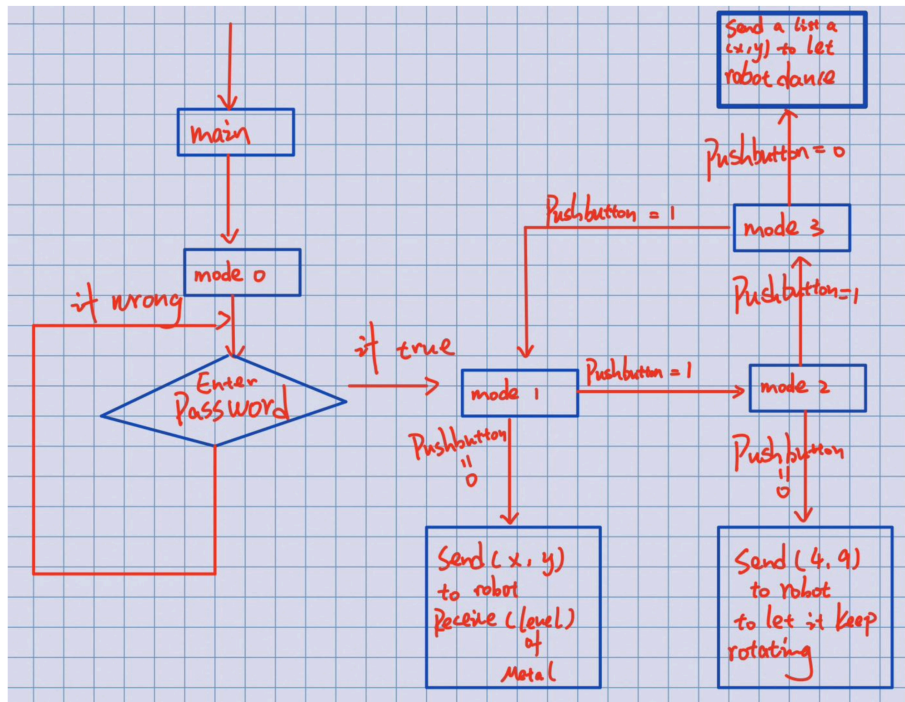 main
mode 0
if wrong
Enter
Password
if true
mode 1
Pushbutton
=
0
Send (x, y)
to robot
Receive (level)
of
Metal
Pushbutton = 1
mode 2
Pushbutton
=
0
Send (4, 9)
to robot
to let it keep
rotating
Pushbutton=1
mode 3
Pushbutton = 1
Pushbutton = 0
Send a list a
(x,y) to let
robot dance